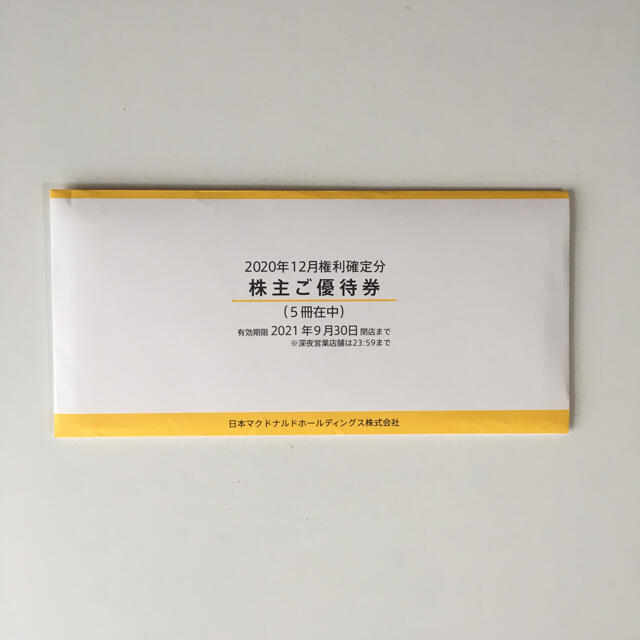 2020年12月権利確定分
株主ご優待券
(5冊在中)
有効期限 2021年9月30日 閉店まで
※深夜営業店舗は23:59まで
日本マクドナルドホールディングス株式会社